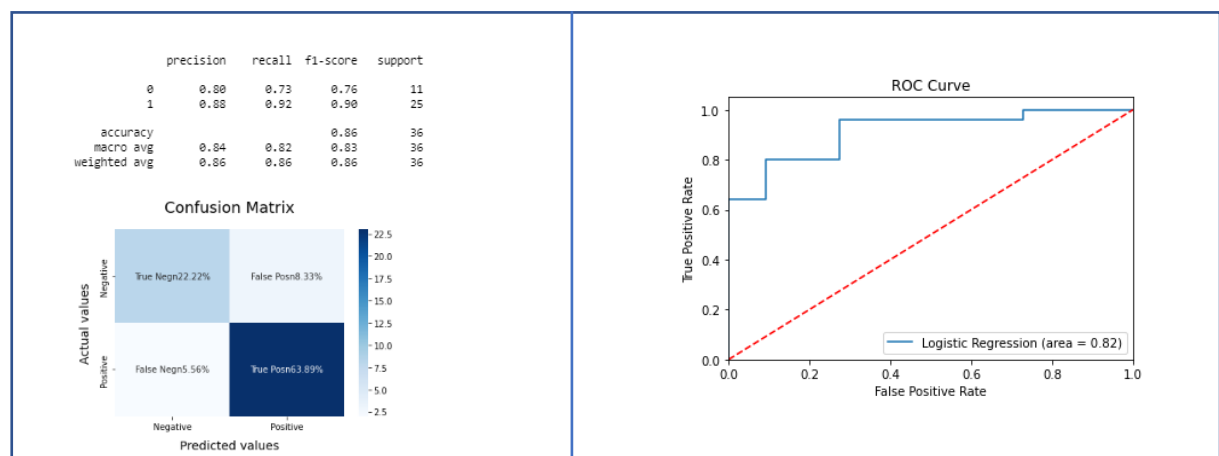 precision recall f1-score support
0 0.80 0.73 0.76 11
1 0.88 0.92 0.90 25
accuracy 0.86 36
macro avg 0.84 0.82 0.83 36
weighted avg 0.86 0.86 0.86 36
Confusion Matrix
Actual values
Negative
Positive
True Negn22.22%
False Posn8.33%
False Negn5.56%
True Posn63.89%
Negative
Positive
Predicted values
22.5
20.0
17.5
15.0
12.5
10.0
7.5
5.0
2.5
ROC Curve
True Positive Rate
1.0
0.8
0.6
0.4
0.2
0.0
Logistic Regression (area = 0.82)
0.0 0.2 0.4 0.6 0.8 1.0
False Positive Rate